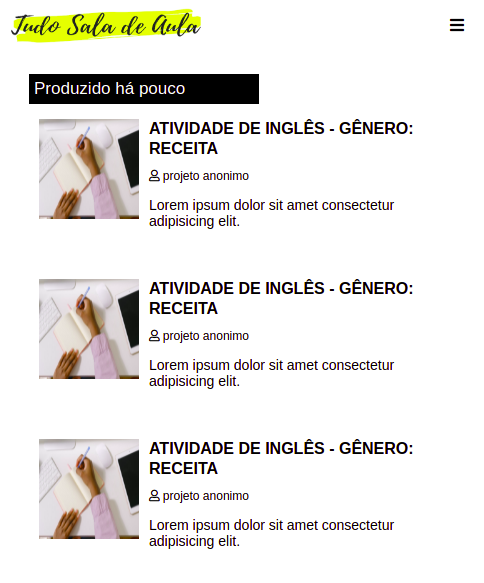 Tudo Sala de Aula
Produzido há pouco
ATIVIDADE DE INGLÊS - GÊNERO:
RECEITA
projeto anonimo
Lorem ipsum dolor sit amet consectetur
adipisicing elit.
ATIVIDADE DE INGLÊS - GÊNERO:
RECEITA
projeto anonimo
Lorem ipsum dolor sit amet consectetur
adipisicing elit.
ATIVIDADE DE INGLÊS - GÊNERO:
RECEITA
projeto anonimo
Lorem ipsum dolor sit amet consectetur
adipisicing elit.